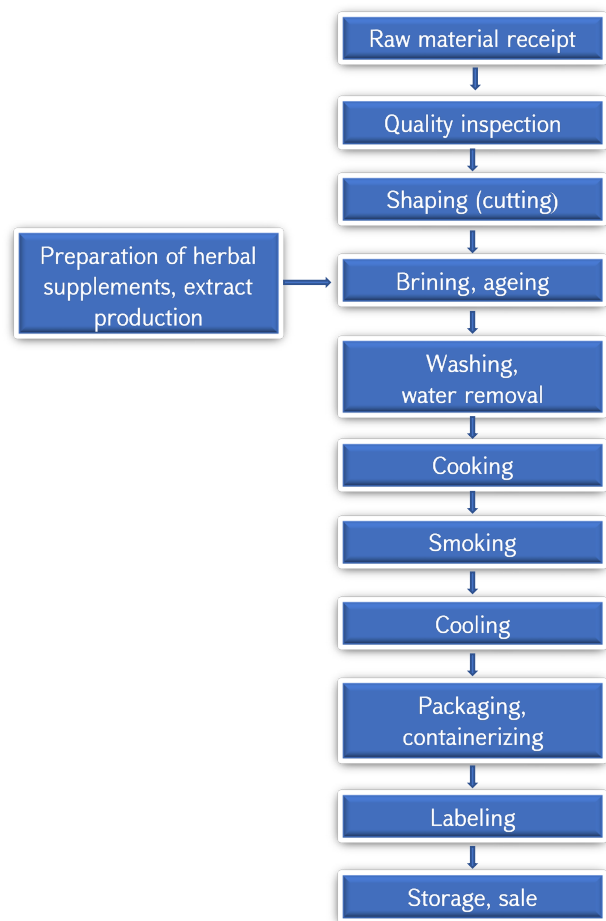 Raw material receipt
Quality inspection
Shaping (cutting)
Preparation of herbal
supplements, extract
production
Brining, ageing
Washing,
water removal
Cooking
Smoking
Cooling
Packaging,
containerizing
Labeling
Storage, sale